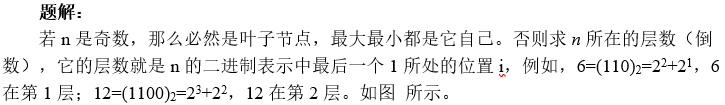 题解：
若 n 是奇数，那么必然是叶子节点，最大最小都是它自己。否则求 n 所在的层数（倒
数），它的层数就是 n 的二进制表示中最后一个 1 所处的位置 i，例如，6=(110)₂=2²+2¹，6
在第 1 层；12=(1100)₂=2³+2²，12 在第 2 层。如图 所示。